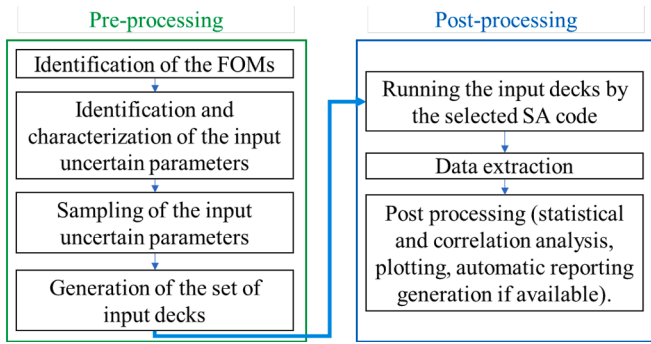 Pre-processing
Identification of the FOMs
Identification and
characterization of the input
uncertain parameters
Sampling of the input
uncertain parameters
Generation of the set of
input decks
Post-processing
Running the input decks by
the selected SA code
Data extraction
Post processing (statistical
and correlation analysis,
plotting, automatic reporting
generation if available).